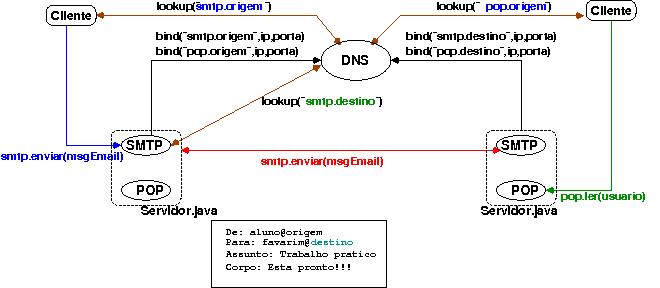 Cliente
lookup("smtp.origem")
lookup(" pop.origem")
Cliente
bind("smtp.origem",ip,porta)
bind("pop.origem",ip,porta)
DNS
bind("smtp.destino",ip,porta)
bind("pop.destino",ip,porta)
lookup("smtp.destino")
SMTP
smtp.enviar(msgEmail)
smtp.enviar(msgEmail)
SMTP
POP
POP
pop.ler(usuario)
Servidor.java
Servidor.java
De: aluno@origem
Para: favarim@destino
Assunto: Trabalho pratico
Corpo: Esta pronto!!!